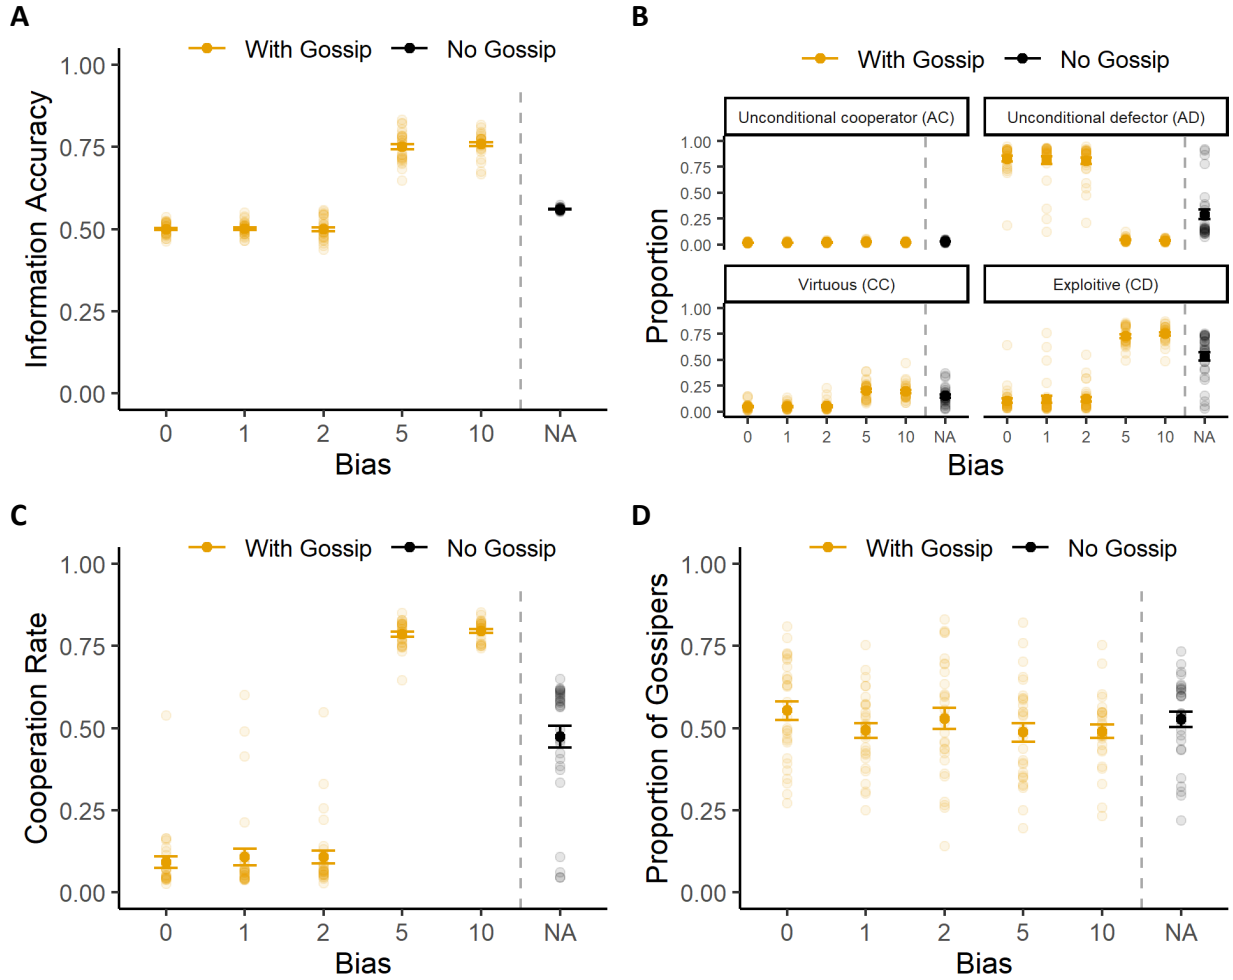 A
With Gossip No Gossip
Information Accuracy
1.00
0.75
0.50
0.25
0.00
0 1 2 5 10 NA
Bias
B
With Gossip No Gossip
Proportion
Unconditional cooperator (AC) Unconditional defector (AD)
1.00
0.75
0.50
0.25
0.00
Virtuous (CC) Exploitive (CD)
1.00
0.75
0.50
0.25
0.00
0 1 2 5 10 NA 0 1 2 5 10 NA
Bias
C
With Gossip No Gossip
Cooperation Rate
1.00
0.75
0.50
0.25
0.00
0 1 2 5 10 NA
Bias
D
With Gossip No Gossip
Proportion of Gossipers
1.00
0.75
0.50
0.25
0.00
0 1 2 5 10 NA
Bias